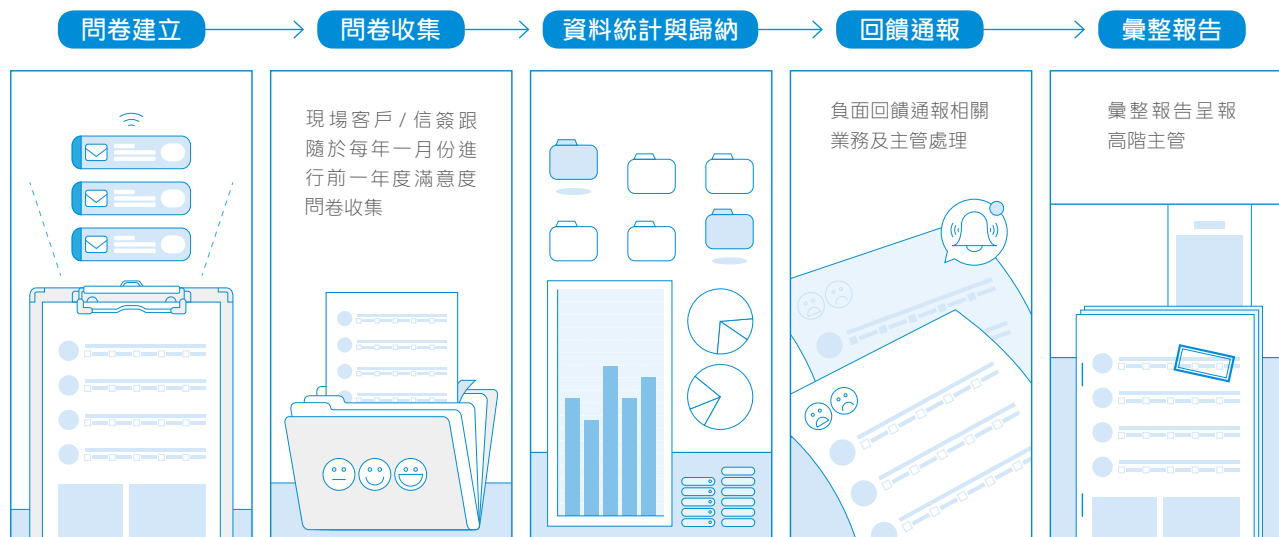 問卷建立
問卷收集
資料統計與歸納
回饋通報
彙整報告
現場客戶/信簽跟
隨於每年一月份進
行前一年度滿意度
問卷收集
負面回饋通報相關
業務及主管處理
彙整報告呈報
高階主管